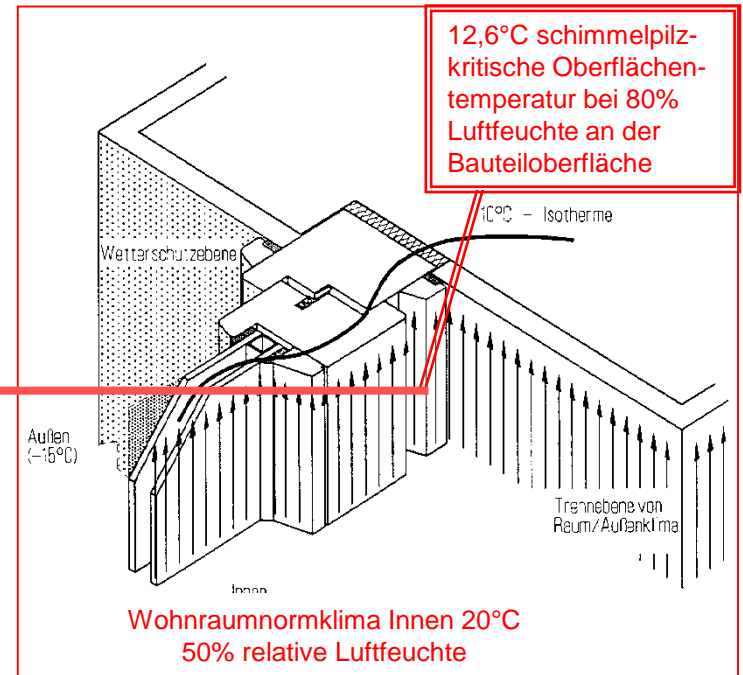 12,6°C schimmelpilz-
kritische Oberflächen-
temperatur bei 80%
Luftfeuchte an der
Bauteiloberfläche
10°C - Isotherme
Wetterschutzebene
Außen
(-15°C)
Trennebene von
Raum/Außenklima
Innen
Wohnraumnormklima Innen 20°C
50% relative Luftfeuchte